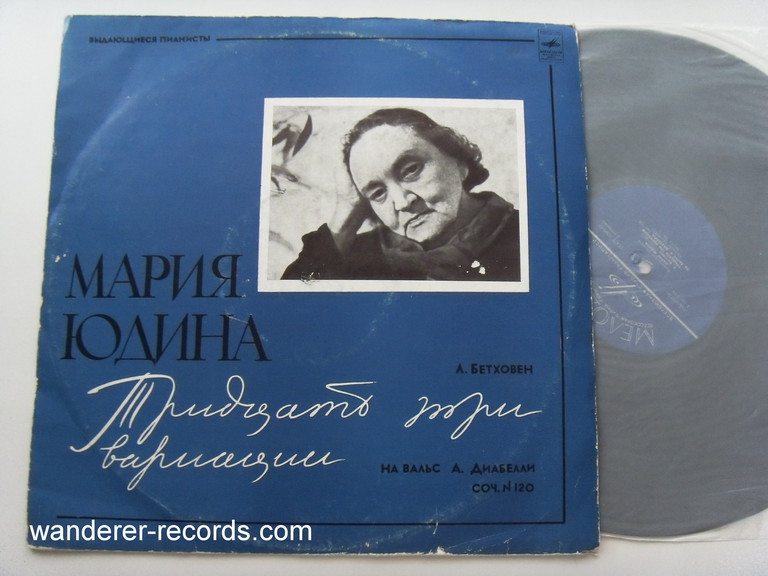 ВЫДАЮЩИЕСЯ ПИАНИСТЫ
МАРИЯ
ЮДИНА
Л. БЕТХОВЕН
Тридцать три
вариации
НА ВАЛЬС А. ДИАБЕЛЛИ
СОЧ. N 120
wanderer-records.com